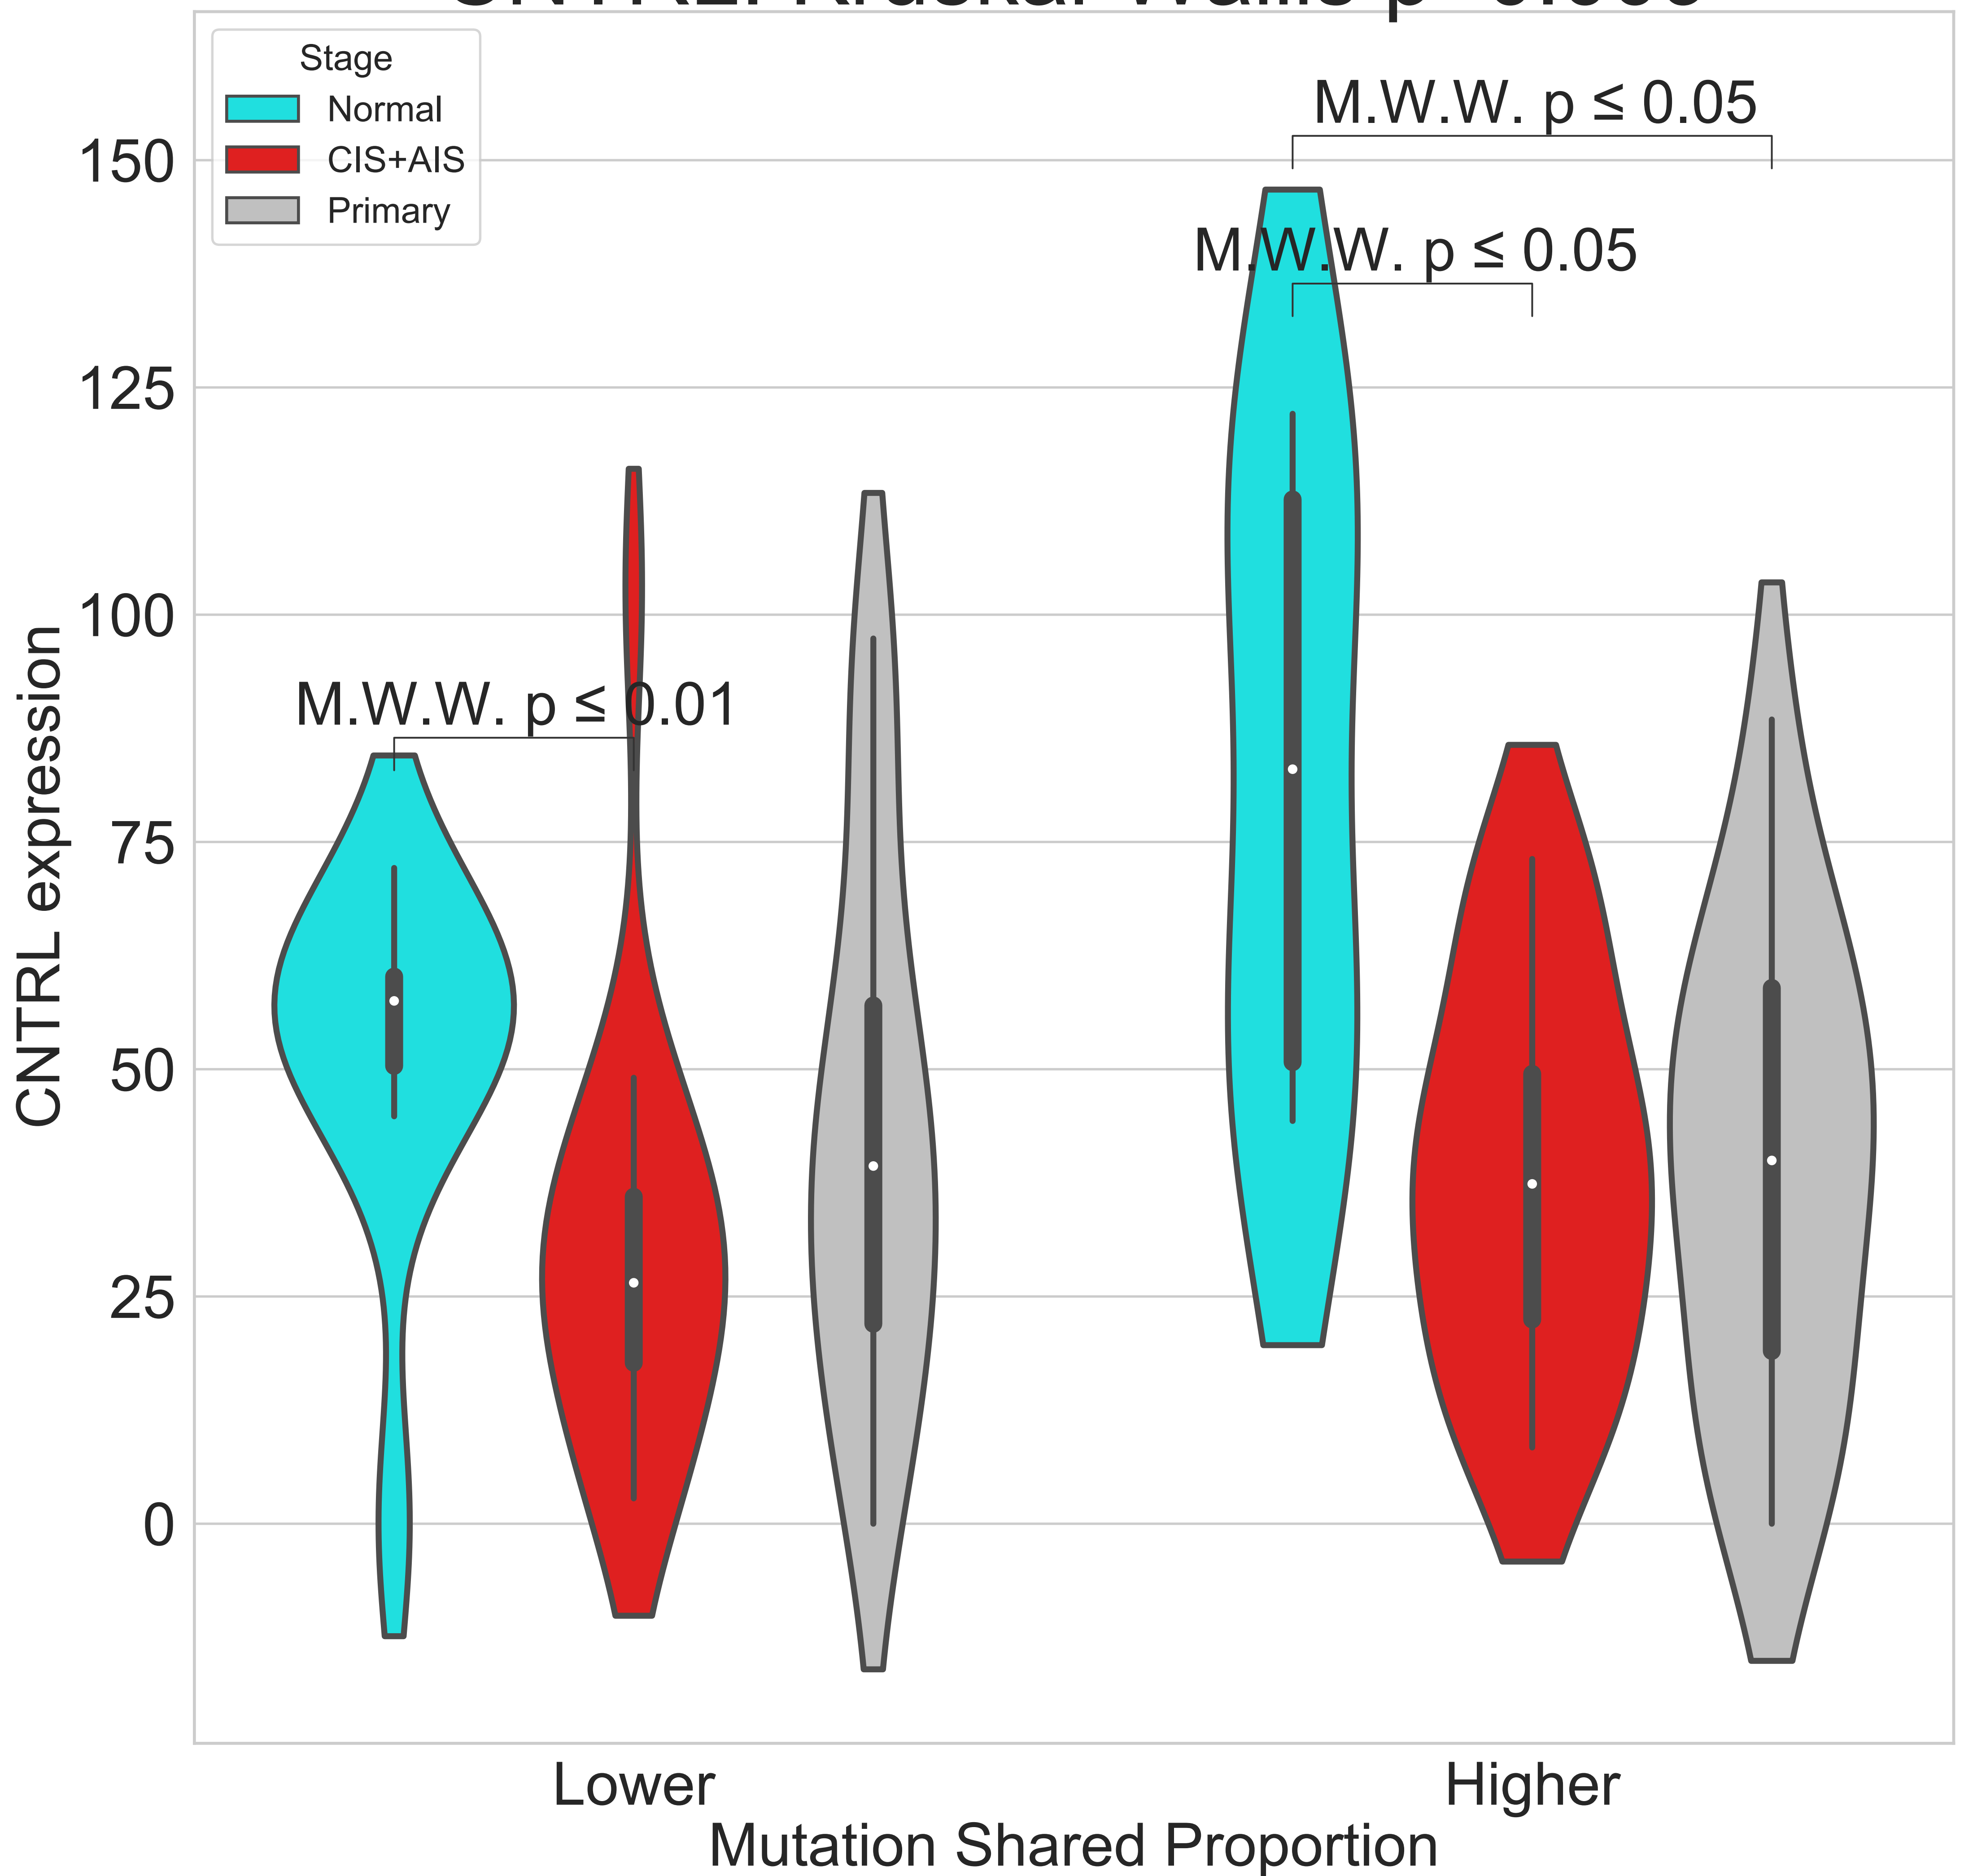 Stage
Normal
CIS+AIS
Primary
M.W.W. p ≤ 0.05
M.W.W. p ≤ 0.05
M.W.W. p ≤ 0.01
150
125
100
75
50
25
0
CNTRL expression
Lower
Higher
Mutation Shared Proportion